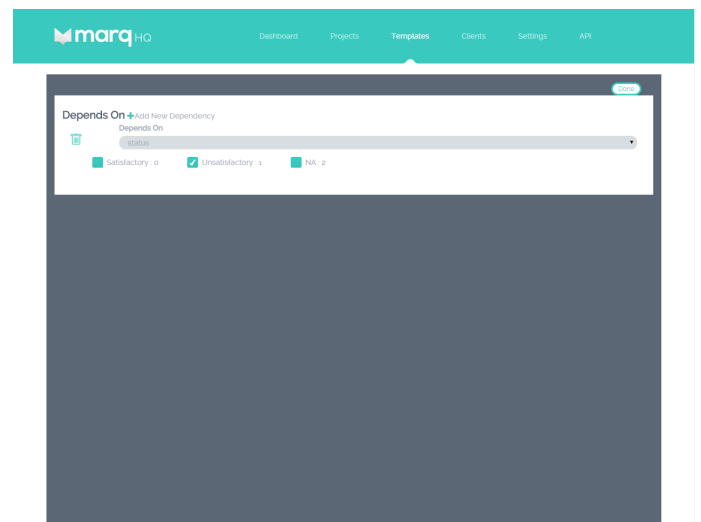 marq HQ
Dashboard Projects Templates Clients Settings API
Done
Depends On +Add New Dependency
Depends On
status
Satisfactory : 0 Unsatisfactory : 1 NA : 2